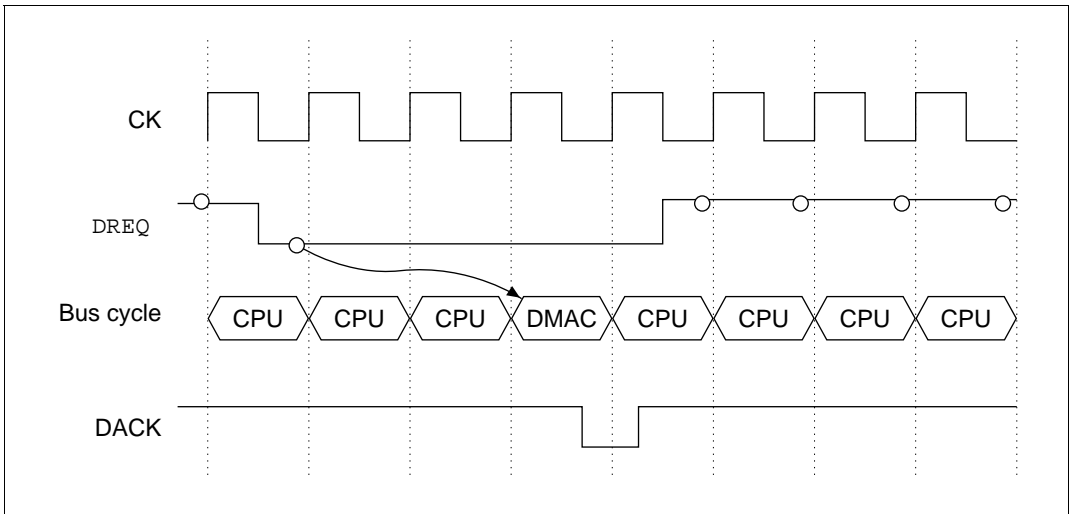 CK
DREQ
Bus cycle
CPU CPU CPU DMAC CPU CPU CPU CPU
DACK